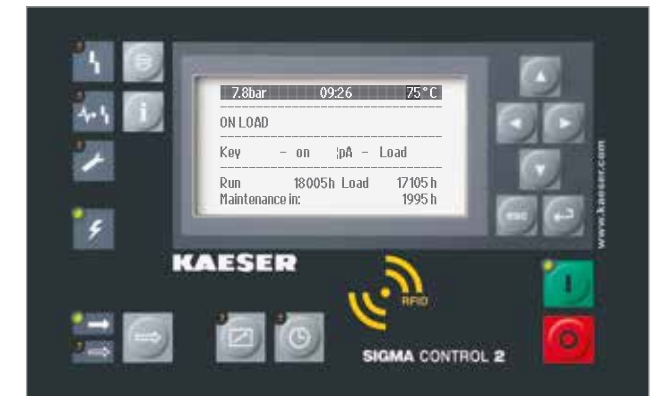 7.8bar 09:26 75°C
ON LOAD
Key - on ¦pA - Load
Run 18005h Load 17105h
Maintenance in: 1995h
esc
www.kaeser.com
KAESER
RFID
I
SIGMA CONTROL 2
i
O